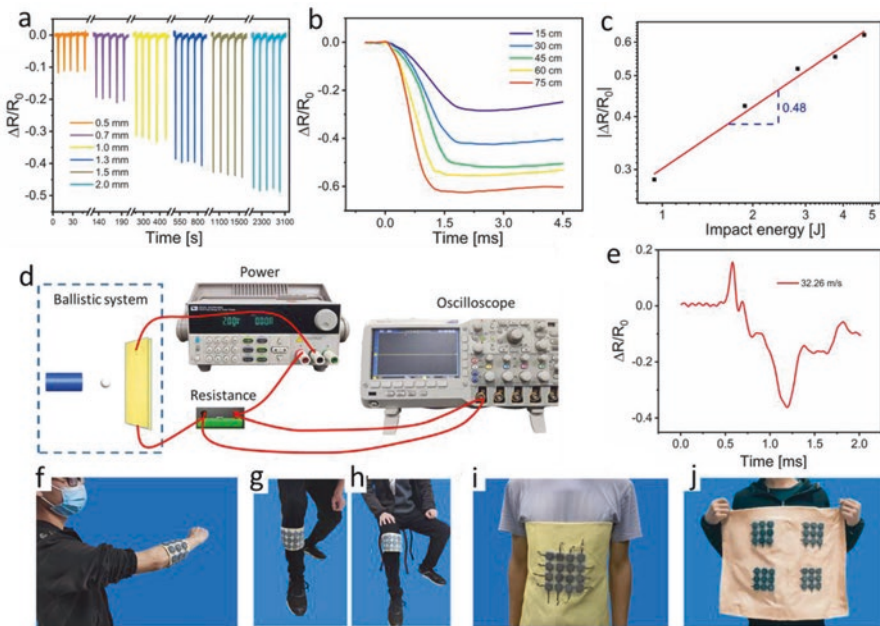 a
ΔR/R₀
0.0
-0.1
-0.2
-0.3
-0.4
-0.5
0.5 mm
0.7 mm
1.0 mm
1.3 mm
1.5 mm
2.0 mm
0 30 140 190 300 400 550 800 1100 1500 2300 3100
Time [s]
b
ΔR/R₀
0.0
-0.2
-0.4
-0.6
15 cm
30 cm
45 cm
60 cm
75 cm
0.0 1.5 3.0 4.5
Time [ms]
c
|ΔR/R₀|
0.6
0.5
0.4
0.3
0.48
1 2 3 4 5
Impact energy [J]
d
Ballistic system
Power
Oscilloscope
Resistance
e
ΔR/R₀
0.2
0.0
-0.2
-0.4
32.26 m/s
0.0 0.5 1.0 1.5 2.0
Time [ms]
f
g
h
i
j